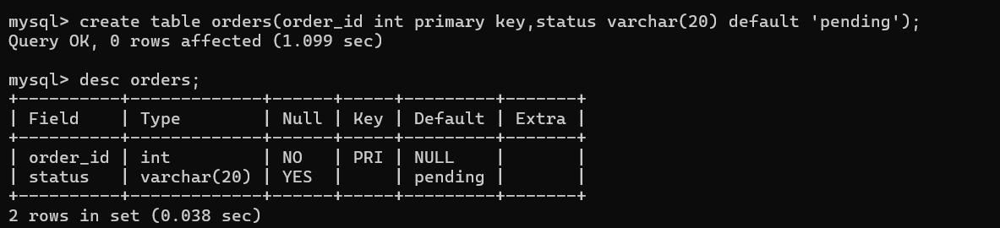 mysql> create table orders(order_id int primary key,status varchar(20) default 'pending');
Query OK, 0 rows affected (1.099 sec)

mysql> desc orders;
+----------+-------------+------+-----+---------+-------+
| Field    | Type        | Null | Key | Default | Extra |
+----------+-------------+------+-----+---------+-------+
| order_id | int         | NO   | PRI | NULL    |       |
| status   | varchar(20) | YES  |     | pending |       |
+----------+-------------+------+-----+---------+-------+
2 rows in set (0.038 sec)